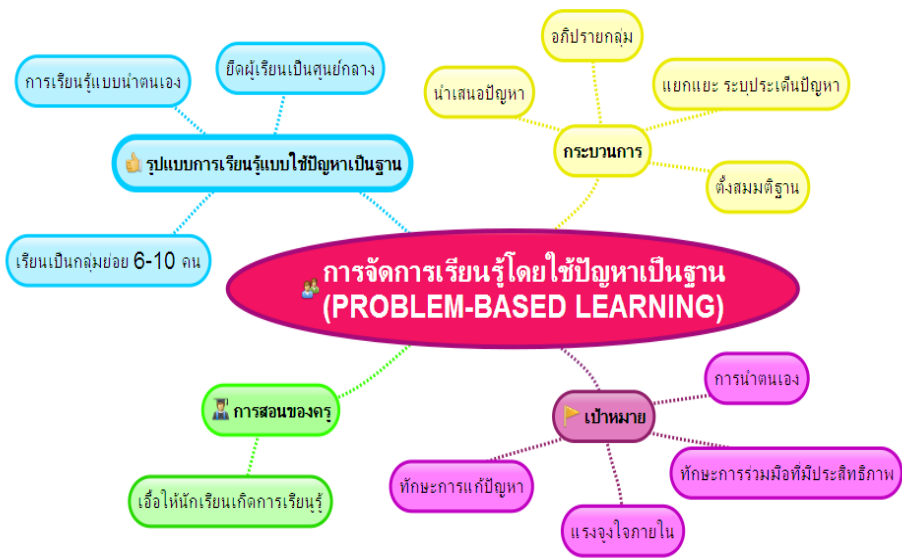 อภิปรายกลุ่ม
ยึดผู้เรียนเป็นศูนย์กลาง
การเรียนรู้แบบนำตนเอง
นำเสนอปัญหา
แยกแยะ ระบุประเด็นปัญหา
รูปแบบการเรียนรู้แบบใช้ปัญหาเป็นฐาน
กระบวนการ
ตั้งสมมติฐาน
เรียนเป็นกลุ่มย่อย 6-10 คน
การจัดการเรียนรู้โดยใช้ปัญหาเป็นฐาน
(PROBLEM-BASED LEARNING)
การนำตนเอง
การสอนของครู
เป้าหมาย
ทักษะการร่วมมือที่มีประสิทธิภาพ
ทักษะการแก้ปัญหา
เอื้อให้นักเรียนเกิดการเรียนรู้
แรงจูงใจภายใน